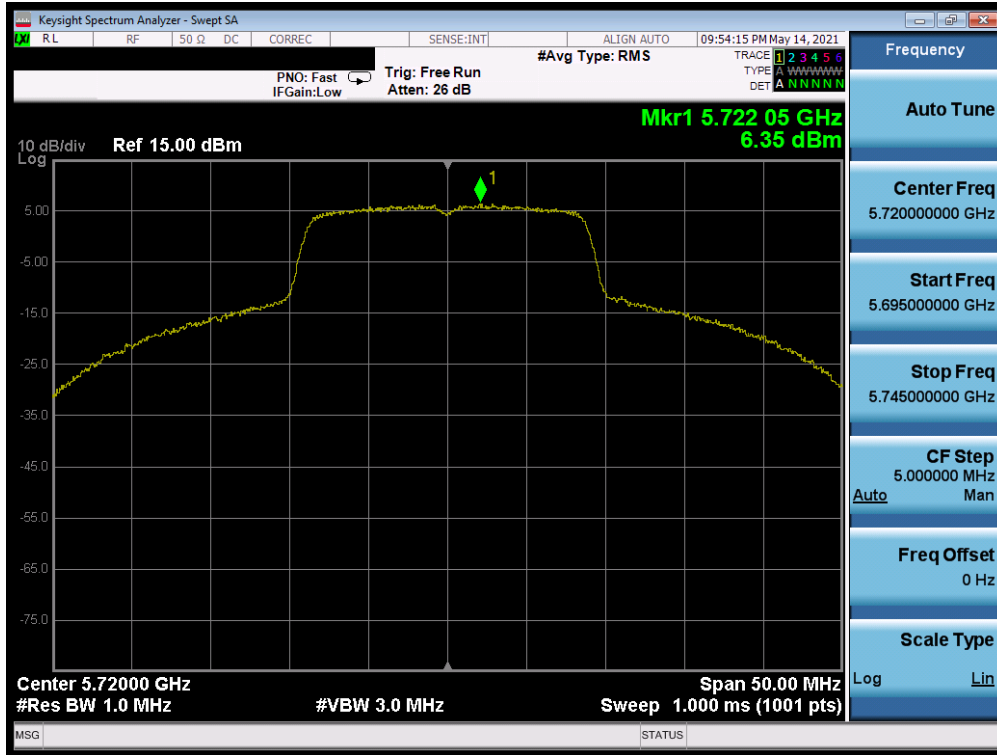 Keysight Spectrum Analyzer - Swept SA
LXI RL RF 50 Ω DC CORREC SENSE:INT ALIGN AUTO 09:54:15 PM May 14, 2021
#Avg Type: RMS
TRACE 1 2 3 4 5 6
TYPE A WWWWW
DET A N N N N N
PNO: Fast
IFGain:Low
Trig: Free Run
Atten: 26 dB
Mkr1 5.722 05 GHz
6.35 dBm
10 dB/div
Log
Ref 15.00 dBm
1
5.00
-5.00
-15.0
-25.0
-35.0
-45.0
-55.0
-65.0
-75.0
Center 5.72000 GHz
Span 50.00 MHz
#Res BW 1.0 MHz
#VBW 3.0 MHz
Sweep 1.000 ms (1001 pts)
MSG
STATUS
Frequency
Auto Tune
Center Freq
5.720000000 GHz
Start Freq
5.695000000 GHz
Stop Freq
5.745000000 GHz
CF Step
5.000000 MHz
Auto Man
Freq Offset
0 Hz
Scale Type
Log Lin